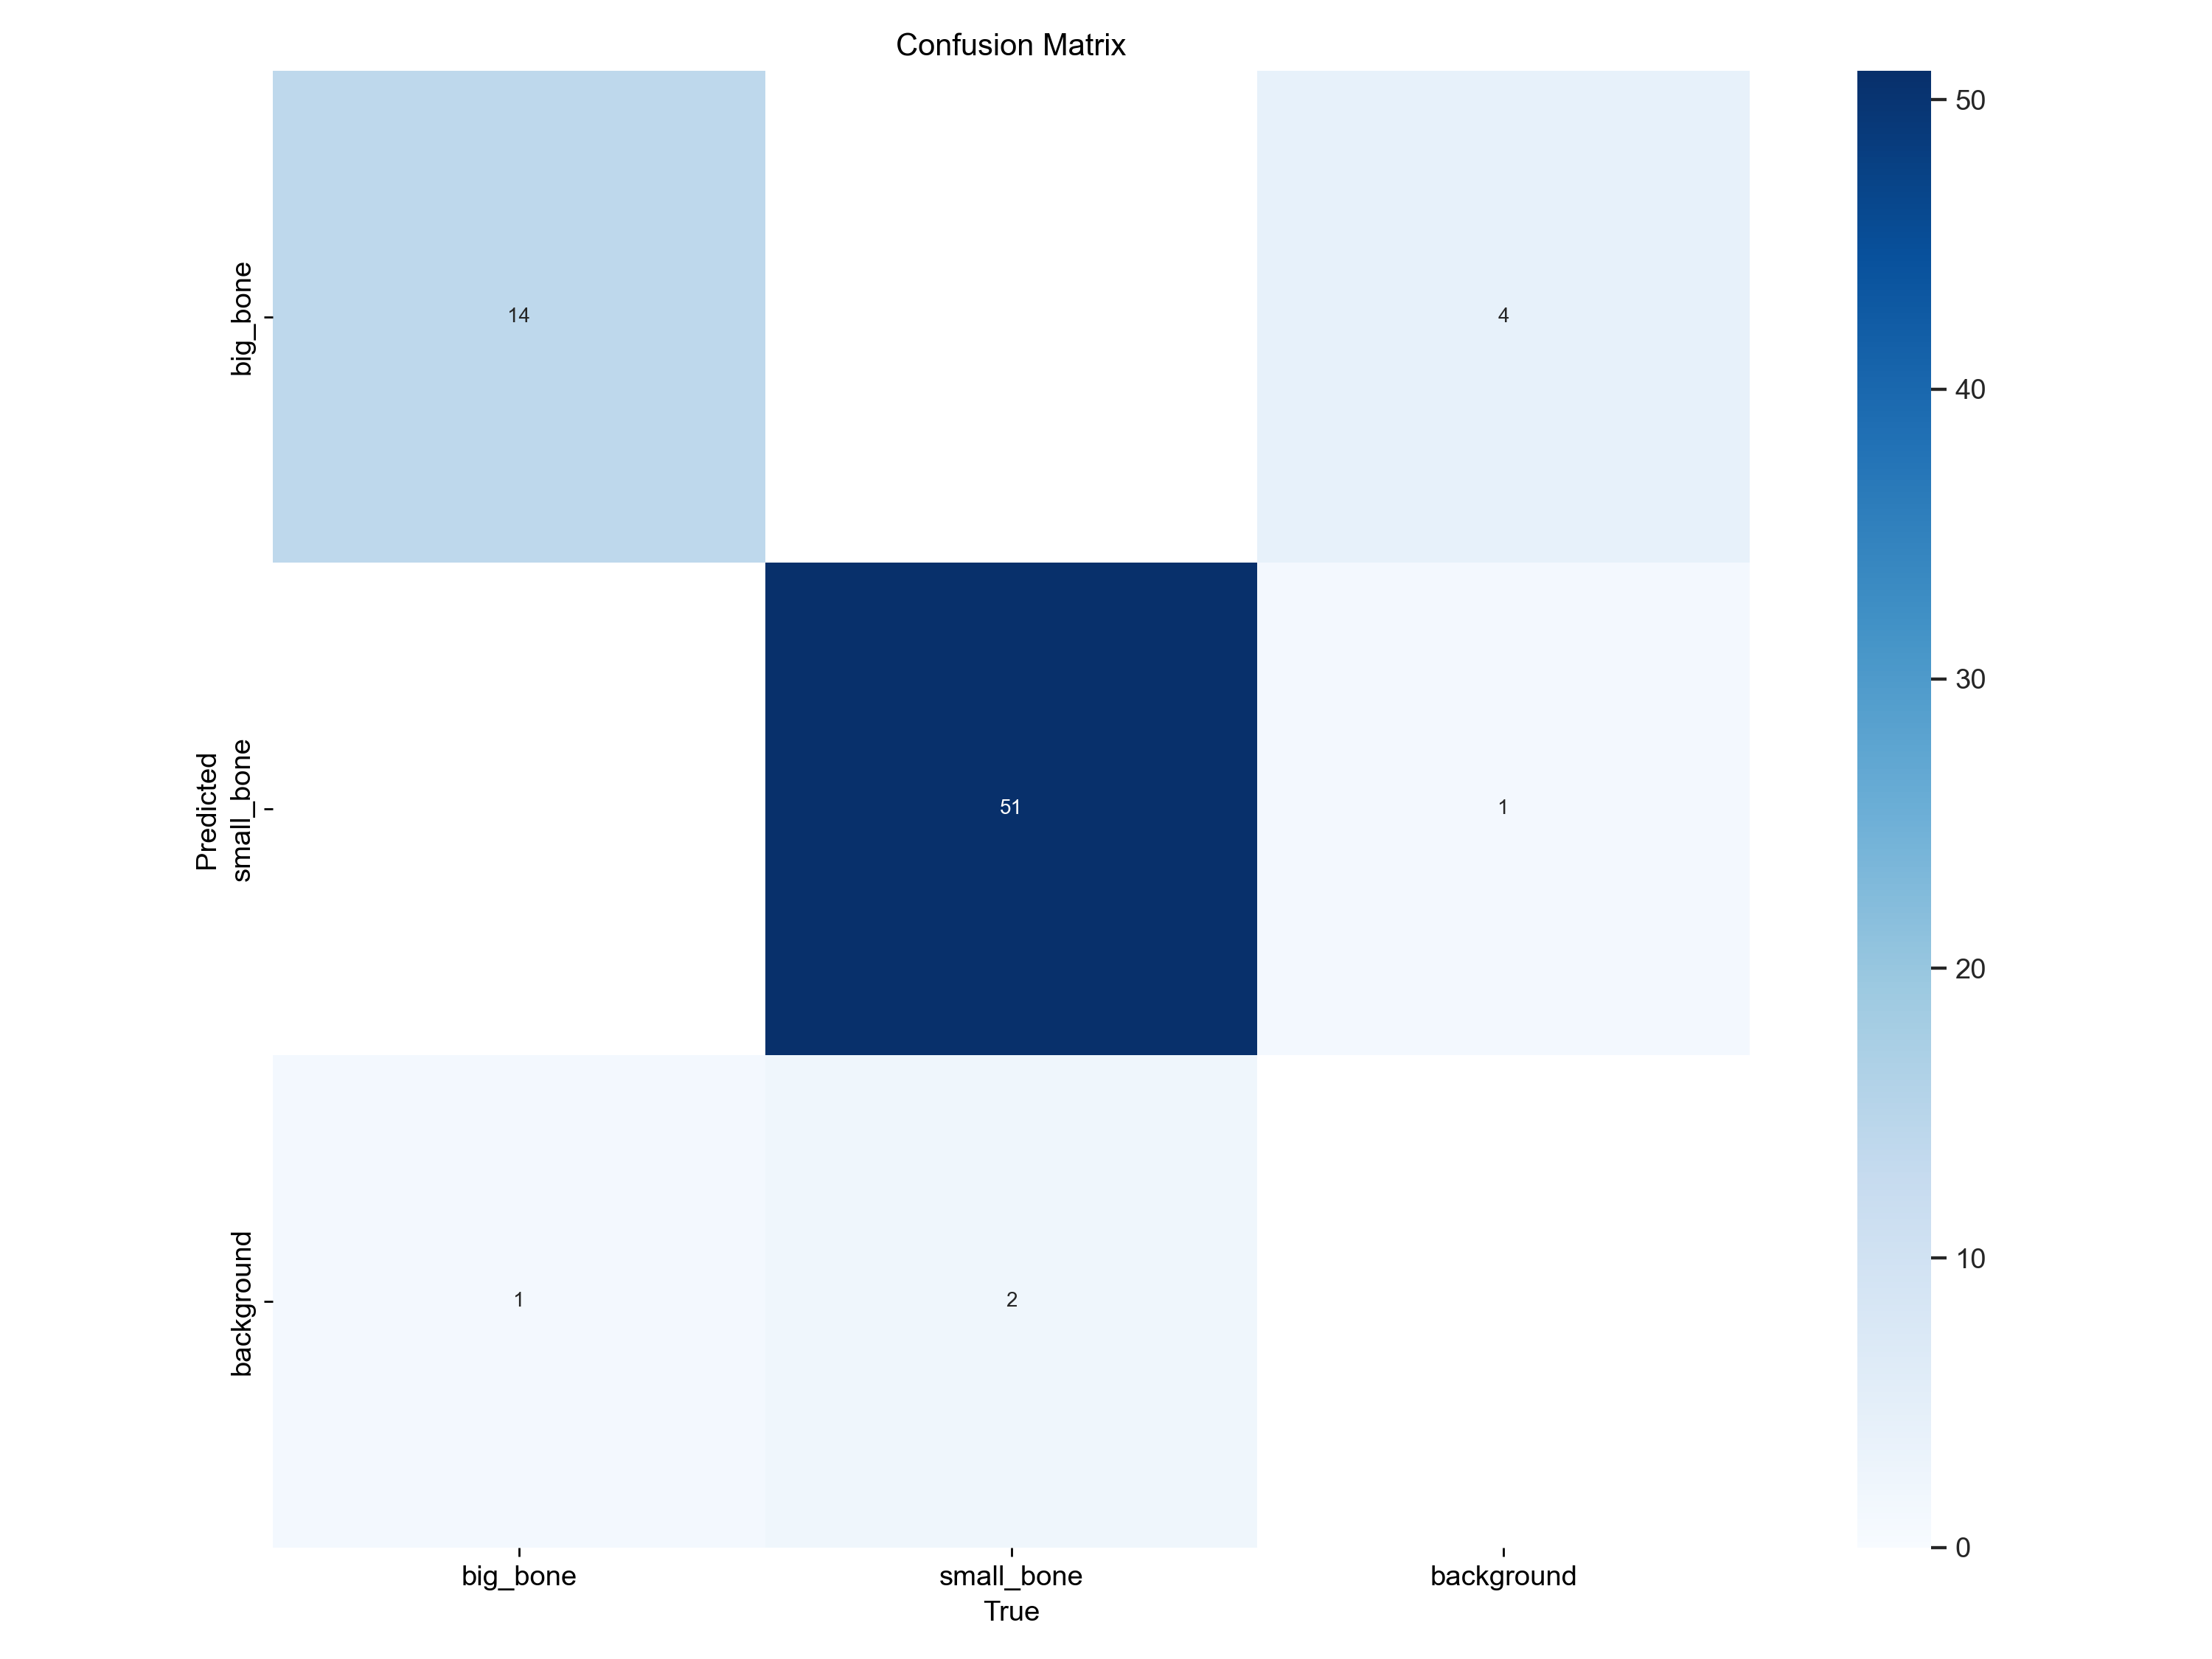 Confusion Matrix
big_bone
14
4
50
40
30
20
10
0
Predicted
small_bone
51
1
background
1
2
big_bone
small_bone
background
True